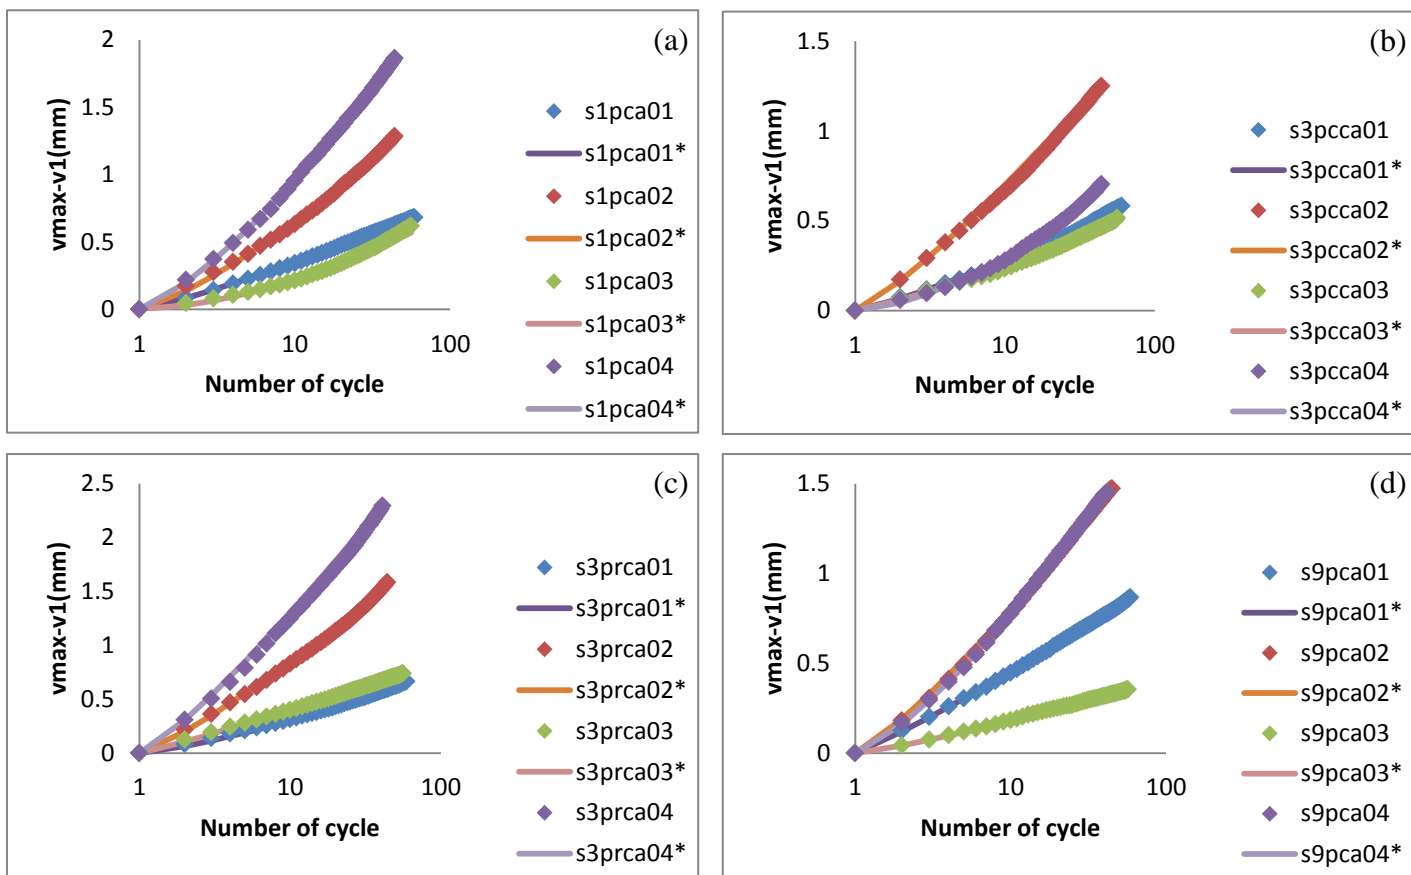 (a)
vmax-v1(mm)
2
1.5
1
0.5
0
1
10
100
Number of cycle
s1pca01
s1pca01*
s1pca02
s1pca02*
s1pca03
s1pca03*
s1pca04
s1pca04*
(b)
vmax-v1(mm)
1.5
1
0.5
0
1
10
100
Number of cycle
s3pcca01
s3pcca01*
s3pcca02
s3pcca02*
s3pcca03
s3pcca03*
s3pcca04
s3pcca04*
(c)
vmax-v1(mm)
2.5
2
1.5
1
0.5
0
1
10
100
Number of cycle
s3prca01
s3prca01*
s3prca02
s3prca02*
s3prca03
s3prca03*
s3prca04
s3prca04*
(d)
vmax-v1(mm)
1.5
1
0.5
0
1
10
100
Number of cycle
s9pca01
s9pca01*
s9pca02
s9pca02*
s9pca03
s9pca03*
s9pca04
s9pca04*